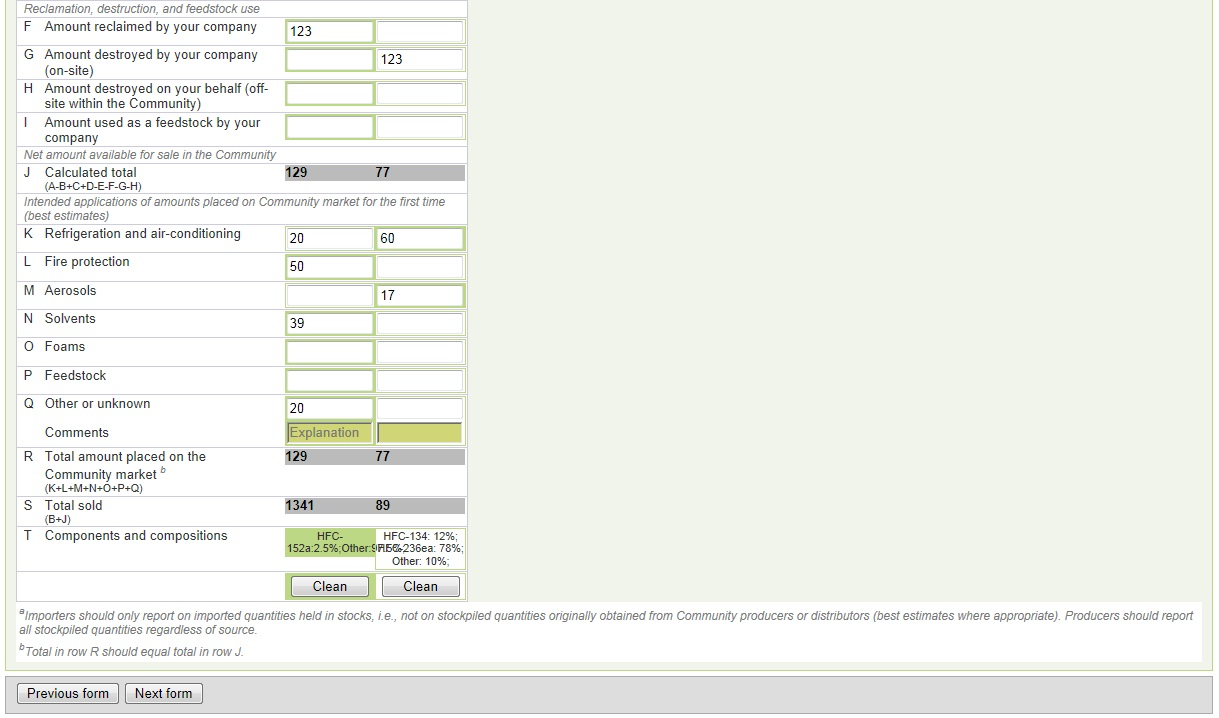 Reclamation, destruction, and feedstock use
F Amount reclaimed by your company 123
G Amount destroyed by your company 123
(on-site)
H Amount destroyed on your behalf (off-
site within the Community)
I Amount used as a feedstock by your
company
Net amount available for sale in the Community
J Calculated total 129 77
(A-B+C+D-E-F-G-H)
Intended applications of amounts placed on Community market for the first time
(best estimates)
K Refrigeration and air-conditioning 20 60
L Fire protection 50
M Aerosols 17
N Solvents 39
O Foams
P Feedstock
Q Other or unknown 20
Comments Explanation
R Total amount placed on the 129 77
Community market b
(K+L+M+N+O+P+Q)
S Total sold 1341 89
(B+J)
T Components and compositions HFC- HFC-134: 12%;
152a:2.5%;Other: 236ea: 78%;
Other: 10%;
Clean Clean
a Importers should only report on imported quantities held in stocks, i.e., not on stockpiled quantities originally obtained from Community producers or distributors (best estimates where appropriate). Producers should report
all stockpiled quantities regardless of source.
b Total in row R should equal total in row J.
Previous form Next form